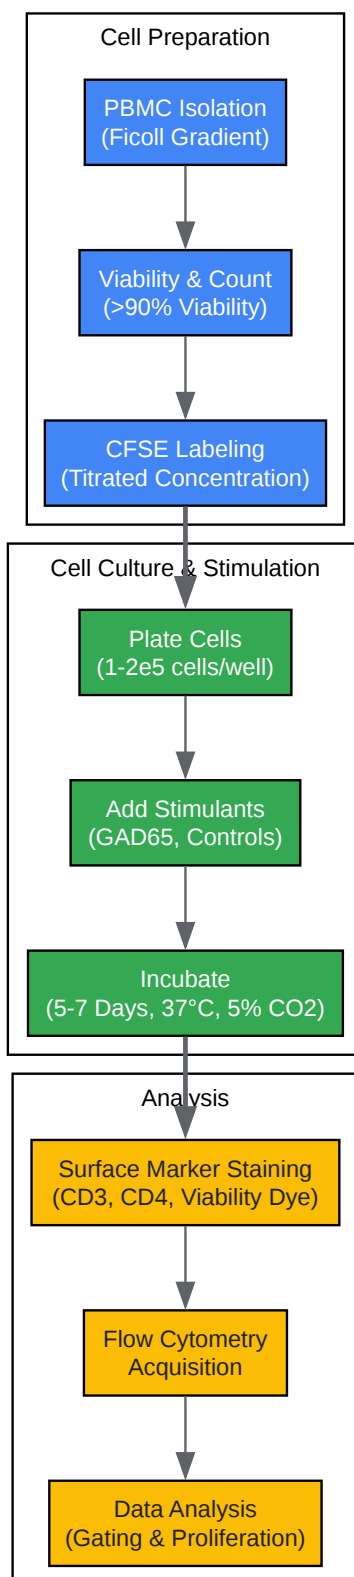 Cell Preparation
PBMC Isolation
(Ficoll Gradient)
Viability & Count
(>90% Viability)
CFSE Labeling
(Titrated Concentration)
Cell Culture & Stimulation
Plate Cells
(1-2e5 cells/well)
Add Stimulants
(GAD65, Controls)
Incubate
(5-7 Days, 37°C, 5% CO2)
Analysis
Surface Marker Staining
(CD3, CD4, Viability Dye)
Flow Cytometry
Acquisition
Data Analysis
(Gating & Proliferation)